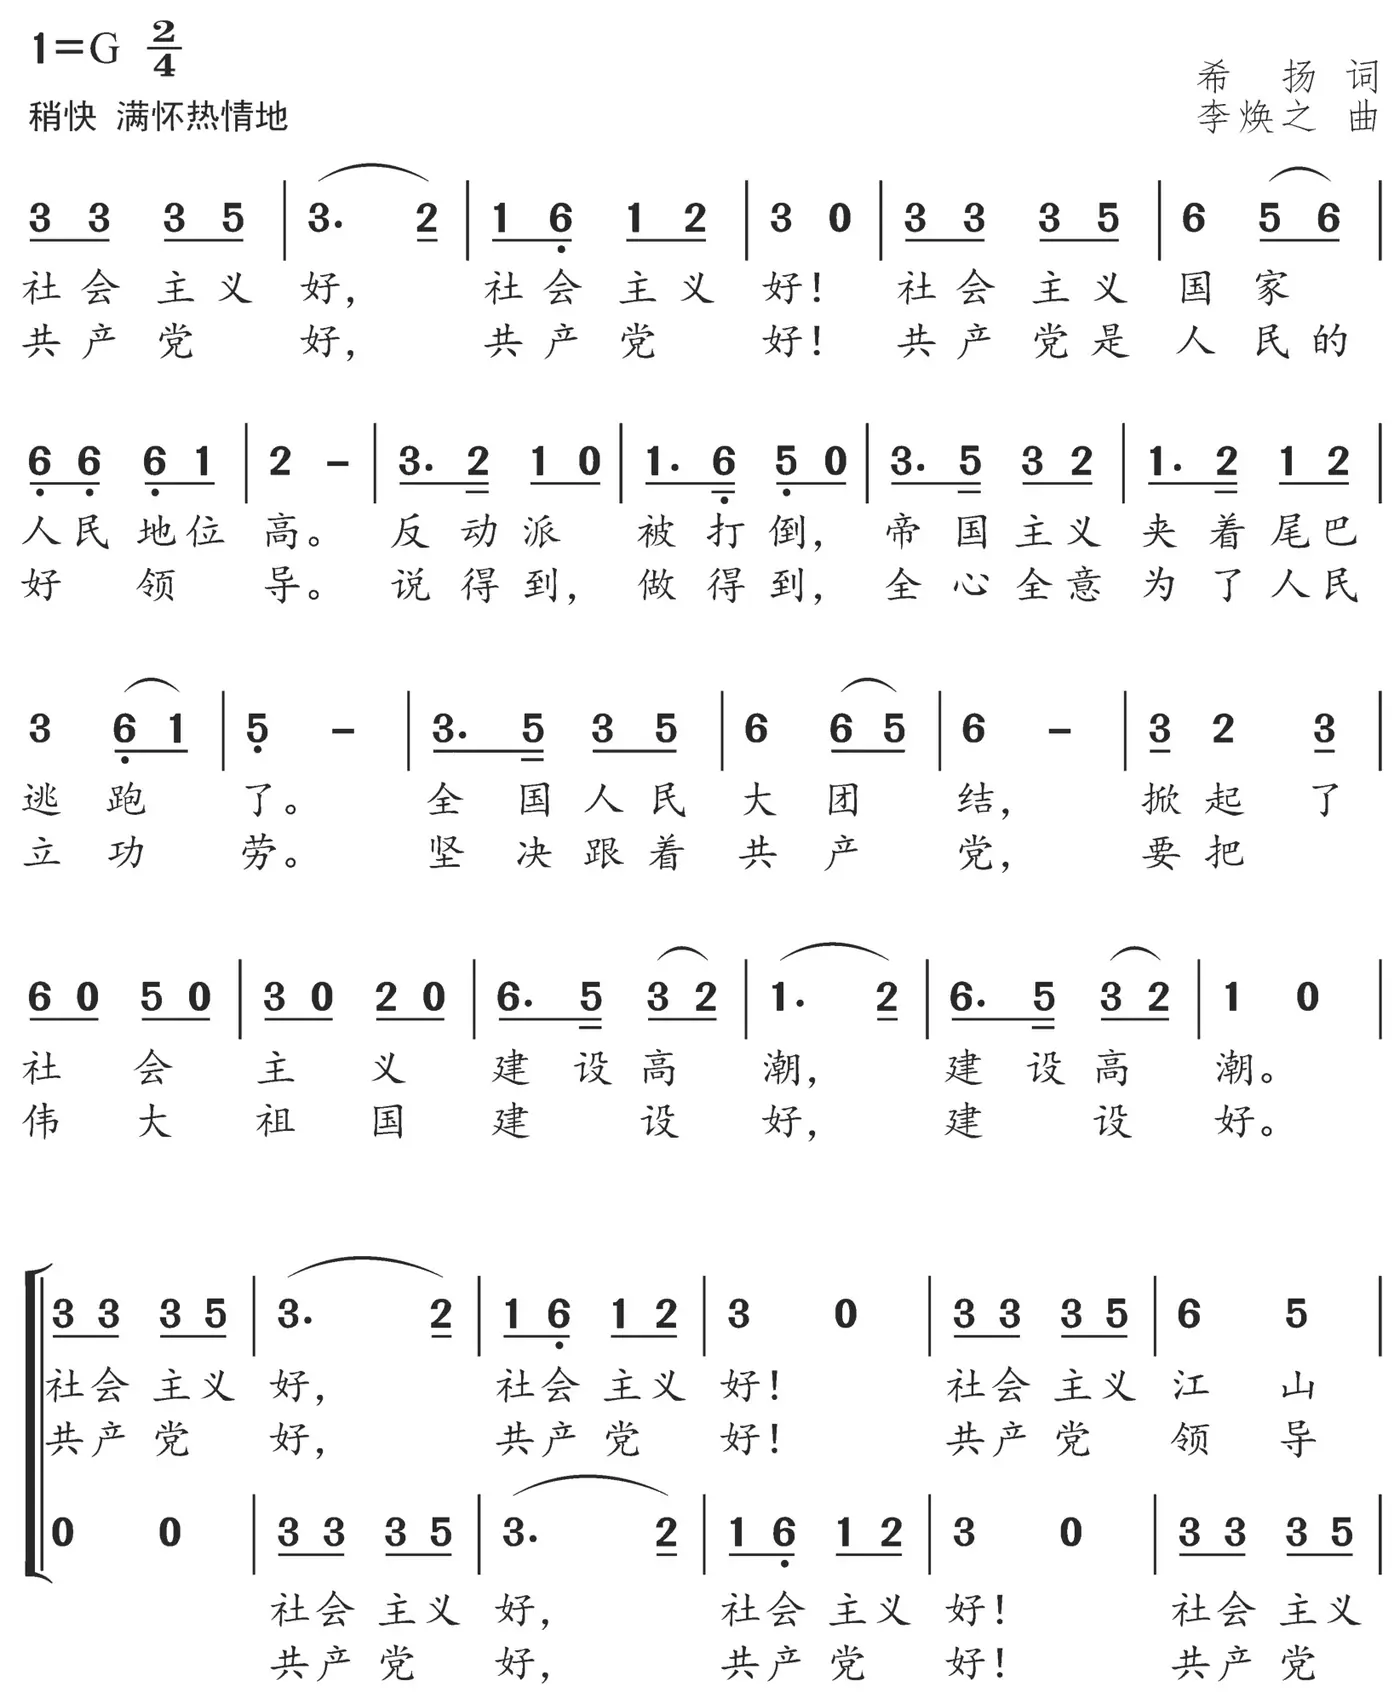 1=G 2/4
希 扬 词
稍快 满怀热情地
李焕之 曲
3 3 3 5 | 3. 2 | 1 6 1 2 | 3 0 | 3 3 3 5 | 6 5 6 |
社会 主义 好， 社会 主义 好！ 社会 主义 国 家
共产 党 好， 共产 党 好！ 共产 党是 人 民的
6 6 6 1 | 2 – | 3. 2 1 0 | 1. 6 5 0 | 3. 5 3 2 | 1. 2 1 2 |
人民 地位 高。 反动派 被打倒， 帝国主义 夹着尾巴
好 领 导。 说得到， 做得到， 全心全意 为了人民
3 6 1 | 5 – | 3. 5 3 5 | 6 6 5 | 6 – | 3 2 3 |
逃 跑 了。 全国人民 大团 结， 掀起了
立 功 劳。 坚决跟着 共产 党， 要把
6 0 5 0 | 3 0 2 0 | 6. 5 3 2 | 1. 2 | 6. 5 3 2 | 1 0 |
社 会 主 义 建设高 潮， 建设高 潮。
伟 大 祖 国 建 设 好， 建 设 好。
3 3 3 5 | 3. 2 | 1 6 1 2 | 3 0 | 3 3 3 5 | 6 5 |
社会 主义 好， 社会 主义 好！ 社会 主义 江 山
共产 党 好， 共产 党 好！ 共产 党 领 导
0 0 | 3 3 3 5 | 3. 2 | 1 6 1 2 | 3 0 | 3 3 3 5 |
社会 主义 好， 社会 主义 好！ 社会 主义
共产 党 好， 共产 党 好！ 共产 党